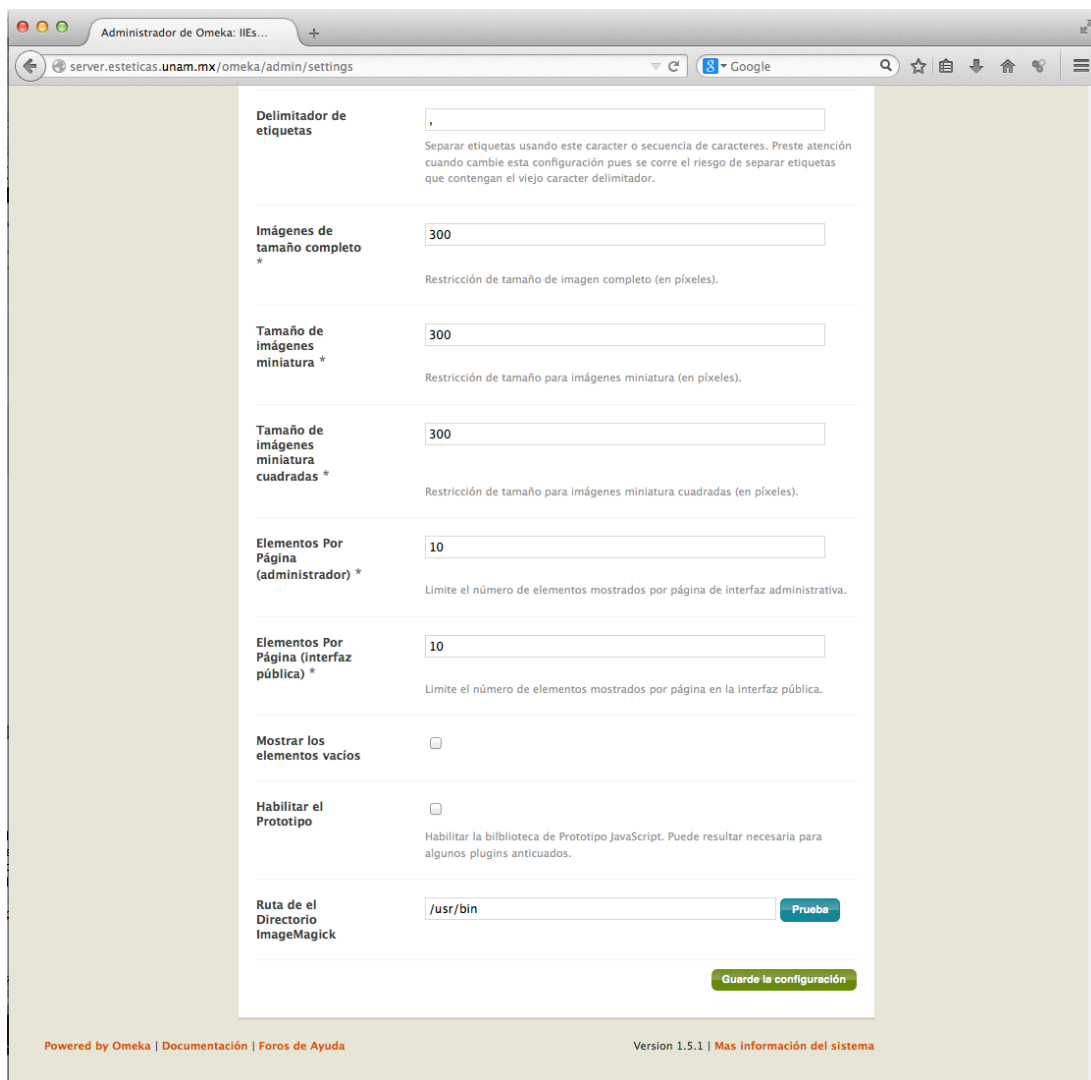 Administrador de Omeka: IIEs...
server.esteticas.unam.mx/omeka/admin/settings
Google
Delimitador de
etiquetas
,
Separar etiquetas usando este caracter o secuencia de caracteres. Preste atención
cuando cambie esta configuración pues se corre el riesgo de separar etiquetas
que contengan el viejo caracter delimitador.
Imágenes de
tamaño completo
*
300
Restricción de tamaño de imagen completo (en píxeles).
Tamaño de
imágenes
miniatura *
300
Restricción de tamaño para imágenes miniatura (en píxeles).
Tamaño de
imágenes
miniatura
cuadradas *
300
Restricción de tamaño para imágenes miniatura cuadradas (en píxeles).
Elementos Por
Página
(administrador) *
10
Limite el número de elementos mostrados por página de interfaz administrativa.
Elementos Por
Página (interfaz
pública) *
10
Limite el número de elementos mostrados por página en la interfaz pública.
Mostrar los
elementos vacíos
Habilitar el
Prototipo
Habilitar la bilblioteca de Prototipo JavaScript. Puede resultar necesaria para
algunos plugins anticuados.
Ruta de el
Directorio
ImageMagick
/usr/bin
Prueba
Guarde la configuración
Powered by Omeka | Documentación | Foros de Ayuda
Version 1.5.1 | Mas información del sistema